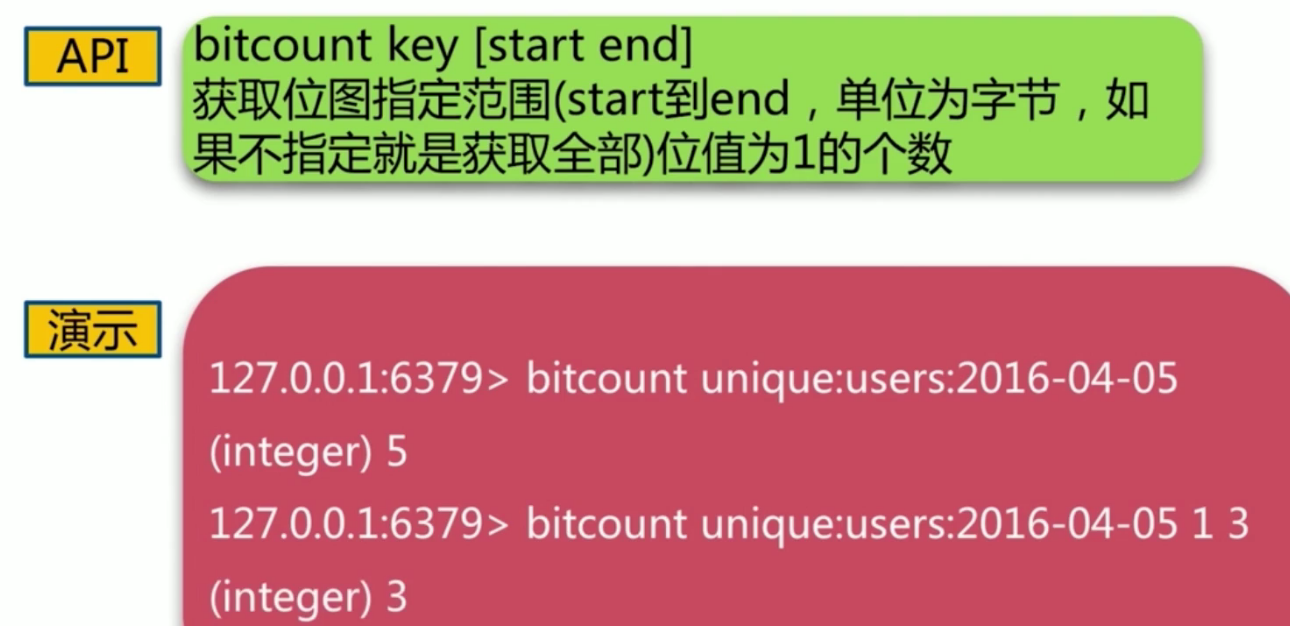 API
bitcount key [start end]
获取位图指定范围(start到end，单位为字节，如
果不指定就是获取全部)位值为1的个数
演示
127.0.0.1:6379> bitcount unique:users:2016-04-05
(integer) 5
127.0.0.1:6379> bitcount unique:users:2016-04-05 1 3
(integer) 3